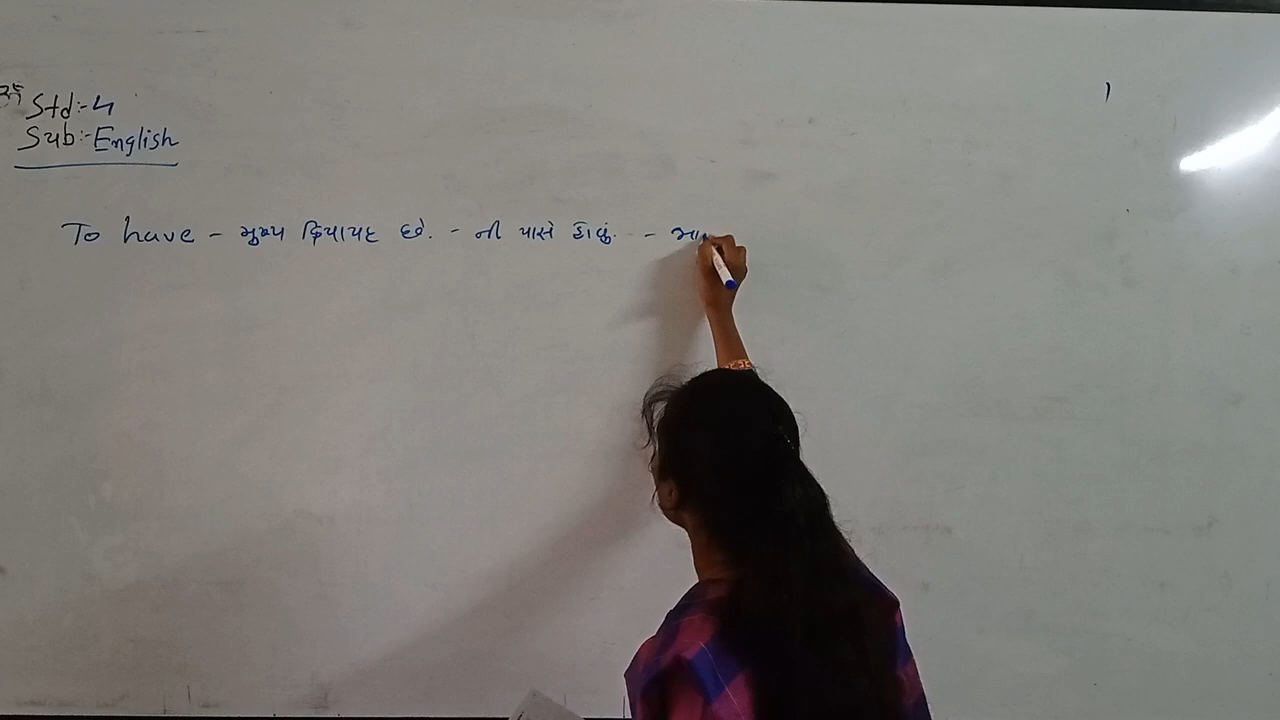 Std:- 4
Sub:- English
To have - મુખ્ય ક્રિયાપદ છે. - ની પાસે હોવું. -